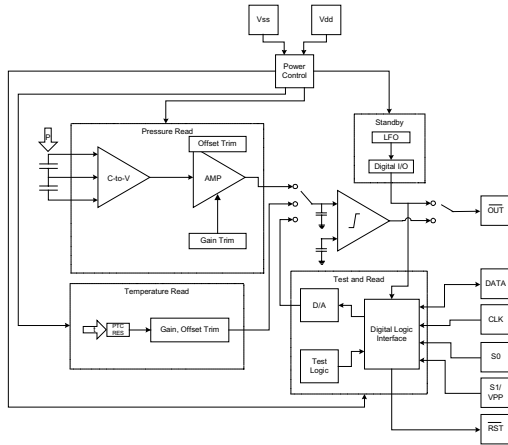 Vss
Vdd
Power
Control
Standby
LFO
Digital I/O
Pressure Read
P
Offset Trim
C-to-V
AMP
Gain Trim
OUT
Temperature Read
T
PTC
RES
Gain, Offset Trim
Test and Read
D/A
Digital Logic
Interface
Test
Logic
DATA
CLK
S0
S1/
VPP
RST